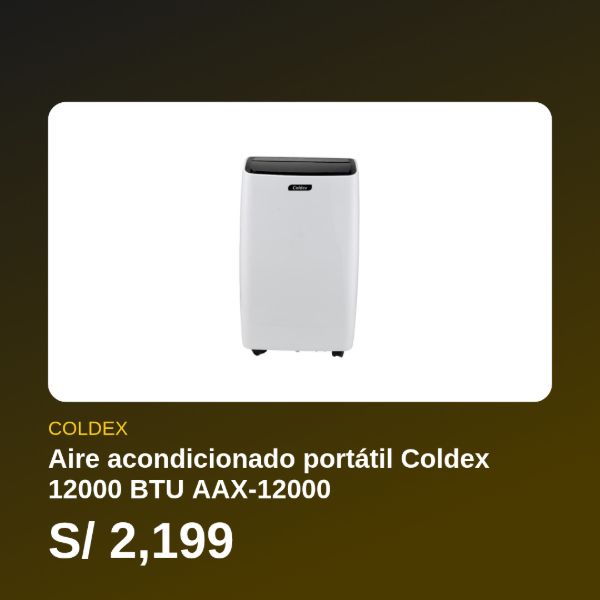 Coldex
COLDEX
Aire acondicionado portátil Coldex
12000 BTU AAX-12000
S/ 2,199